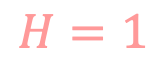 H = 1